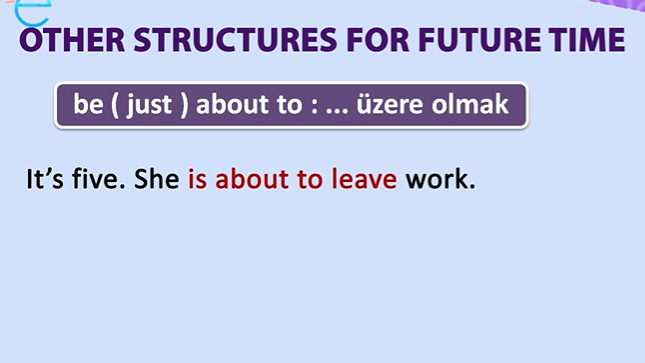 e
OTHER STRUCTURES FOR FUTURE TIME
be ( just ) about to : ... üzere olmak
It's five. She is about to leave work.